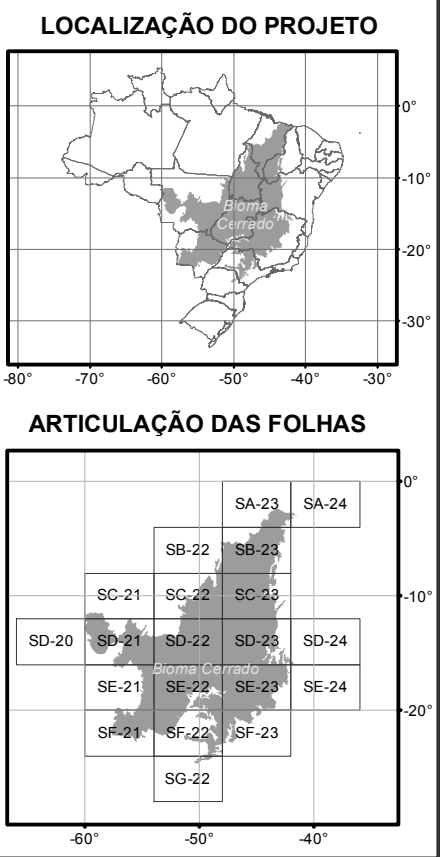 LOCALIZAÇÃO DO PROJETO
0°
-10°
Bioma
Cerrado
-20°
-30°
-80° -70° -60° -50° -40° -30°
ARTICULAÇÃO DAS FOLHAS
0°
SA-23 SA-24
SB-22 SB-23
SC-21 SC-22 SC-23 -10°
SD-20 SD-21 SD-22 SD-23 SD-24
Bioma Cerrado
SE-21 SE-22 SE-23 SE-24
-20°
SF-21 SF-22 SF-23
SG-22
-60° -50° -40°